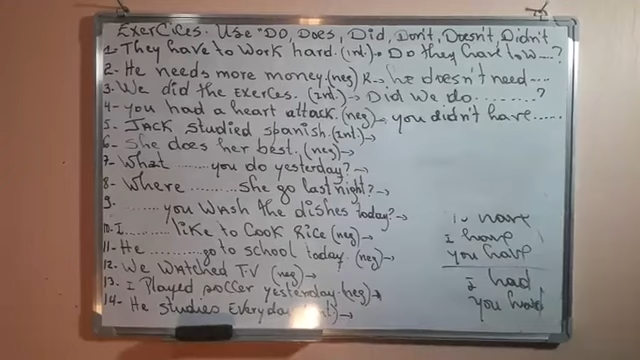 ExerCices. Use "DO, Does, Did, Don't, Doesn't Didn't
1- They have to work hard. (int.)→ Do they have to W....?
2- He needs more money. (neg) R→ he doesn't need....
3- We did the Exerces. (int.)→ Did we do.........?
4- you had a heart attack. (neg)→ you didn't have......
5- JACK studied spanish. (int.)→
6- She does her best. (neg)→
7- What ........ you do yesterday?→
8- Where .......... she go last night?→
9- ........ you WASH the dishes today?→
10- I.......... like to COOK RiCe (neg)→
11- He .......... go to school today. (neg)→
12- We WAtched TV (neg)→
13- I Played soccer yesterday. neg)→
14- He studies Everyday
have
I have
you have
I had
you had